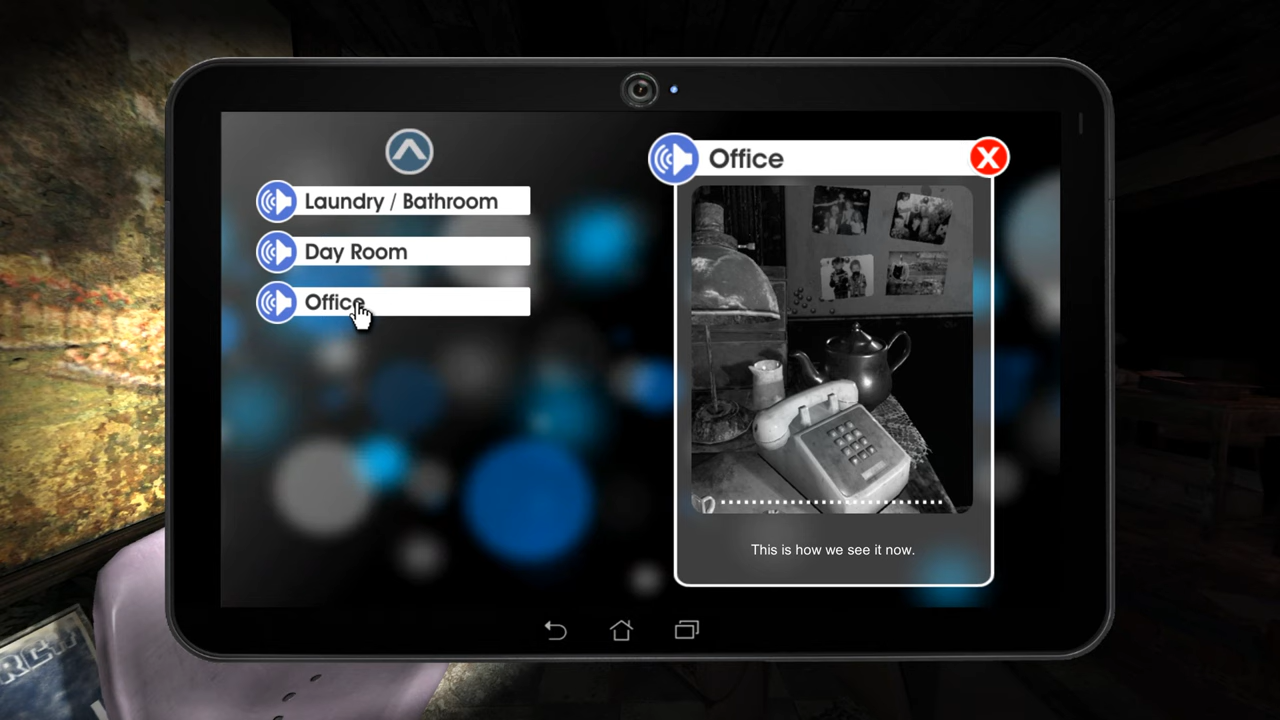 Laundry / Bathroom
Day Room
Office
Office
This is how we see it now.